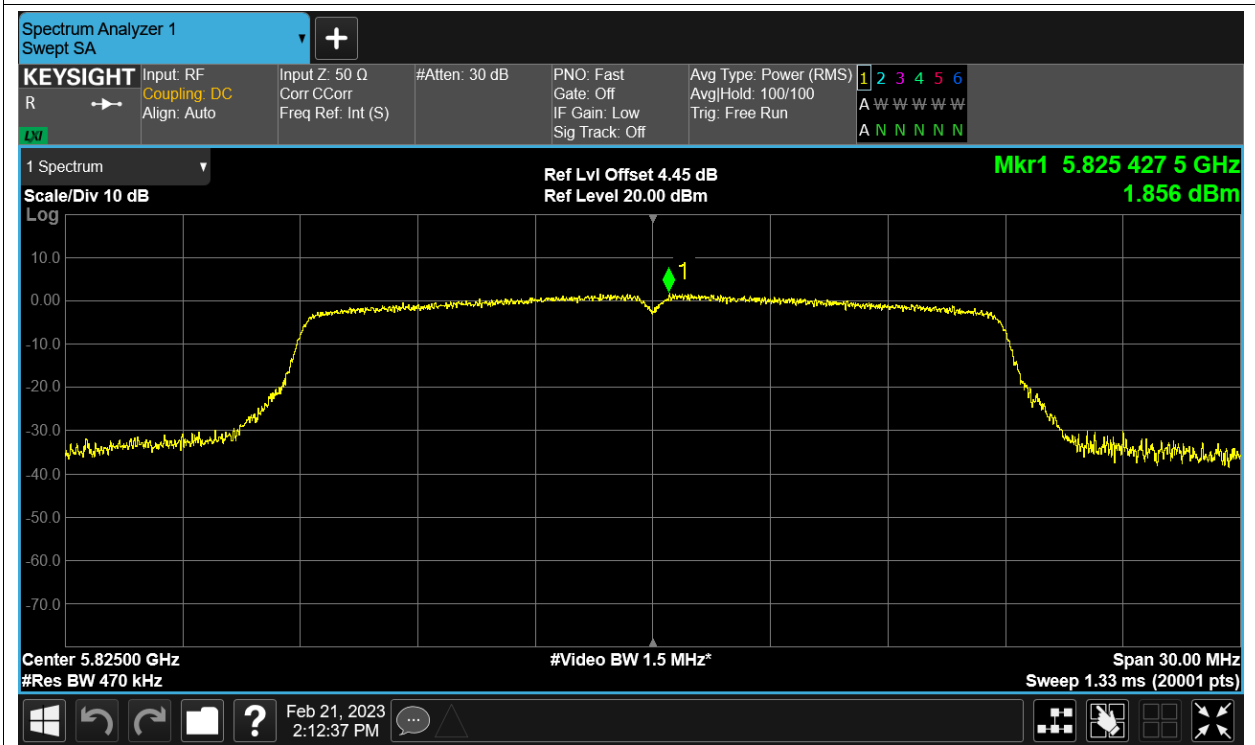 Spectrum Analyzer 1
Swept SA
KEYSIGHT
R
LXI
Input: RF
Coupling: DC
Align: Auto
Input Z: 50 Ω
Corr CCorr
Freq Ref: Int (S)
#Atten: 30 dB
PNO: Fast
Gate: Off
IF Gain: Low
Sig Track: Off
Avg Type: Power (RMS)
Avg|Hold: 100/100
Trig: Free Run
1 2 3 4 5 6
A W W W W W
A N N N N N
1 Spectrum
Scale/Div 10 dB
Log
Ref Lvl Offset 4.45 dB
Ref Level 20.00 dBm
Mkr1 5.825 427 5 GHz
1.856 dBm
1
10.0
0.00
-10.0
-20.0
-30.0
-40.0
-50.0
-60.0
-70.0
Center 5.82500 GHz
#Res BW 470 kHz
#Video BW 1.5 MHz*
Span 30.00 MHz
Sweep 1.33 ms (20001 pts)
?
Feb 21, 2023
2:12:37 PM